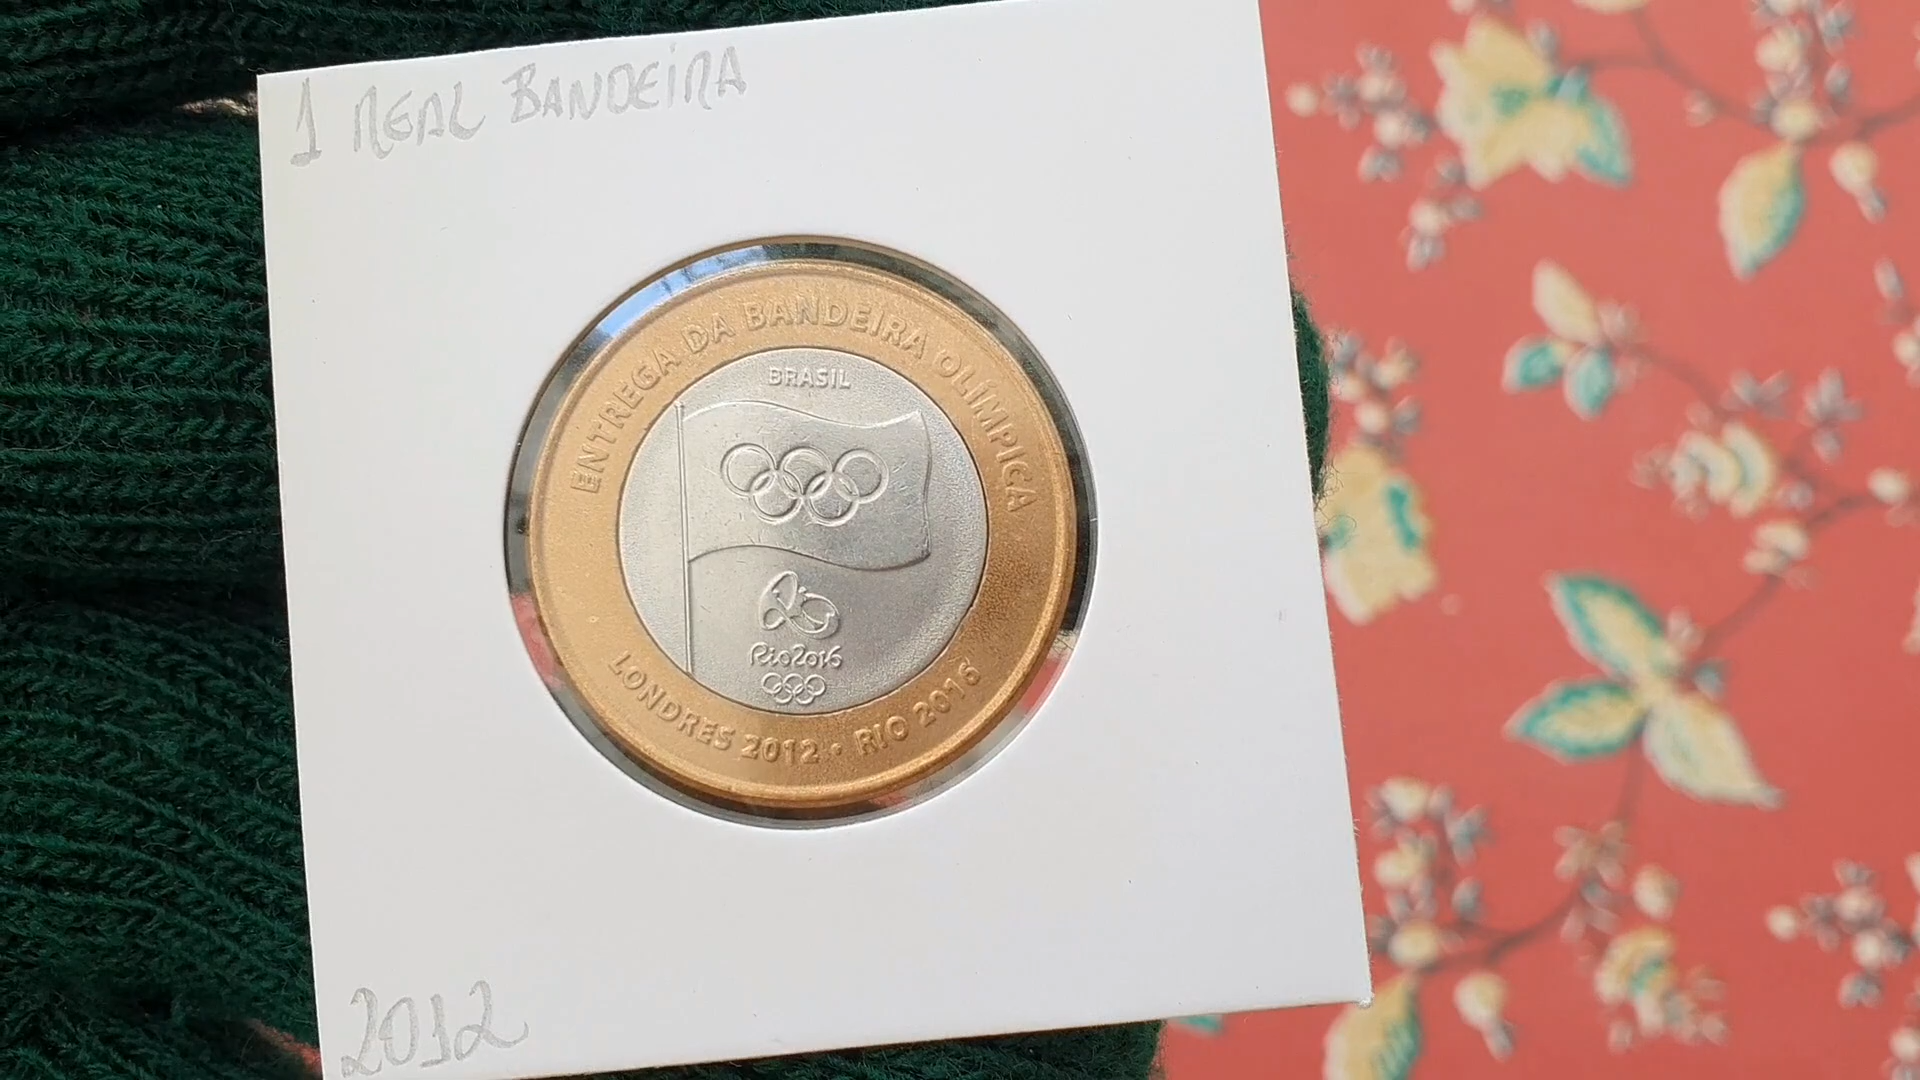 1 REAL BANDEIRA
ENTREGA DA BANDEIRA OLÍMPICA
BRASIL
Rio2016
LONDRES 2012 • RIO 2016
2012